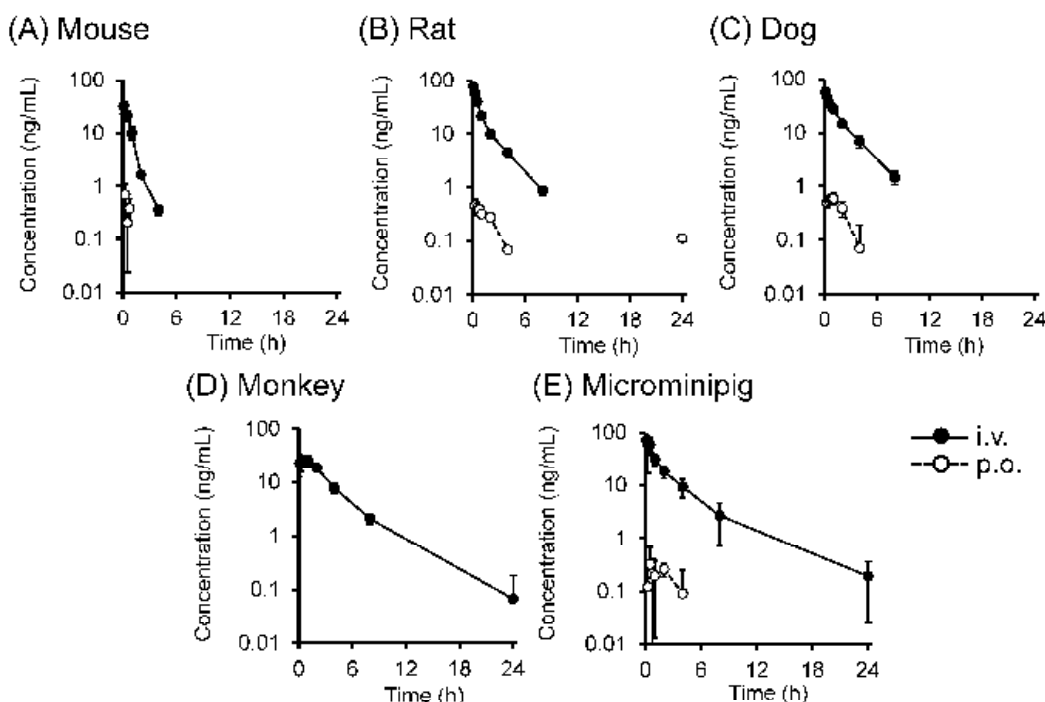 (A) Mouse
Concentration (ng/mL)
100
10
1
0.1
0.01
0 6 12 18 24
Time (h)
(B) Rat
Concentration (ng/mL)
100
10
1
0.1
0.01
0 6 12 18 24
Time (h)
(C) Dog
Concentration (ng/mL)
100
10
1
0.1
0.01
0 6 12 18 24
Time (h)
(D) Monkey
Concentration (ng/mL)
100
10
1
0.1
0.01
0 6 12 18 24
Time (h)
(E) Microminipig
Concentration (ng/mL)
100
10
1
0.1
0.01
0 6 12 18 24
Time (h)
i.v.
p.o.